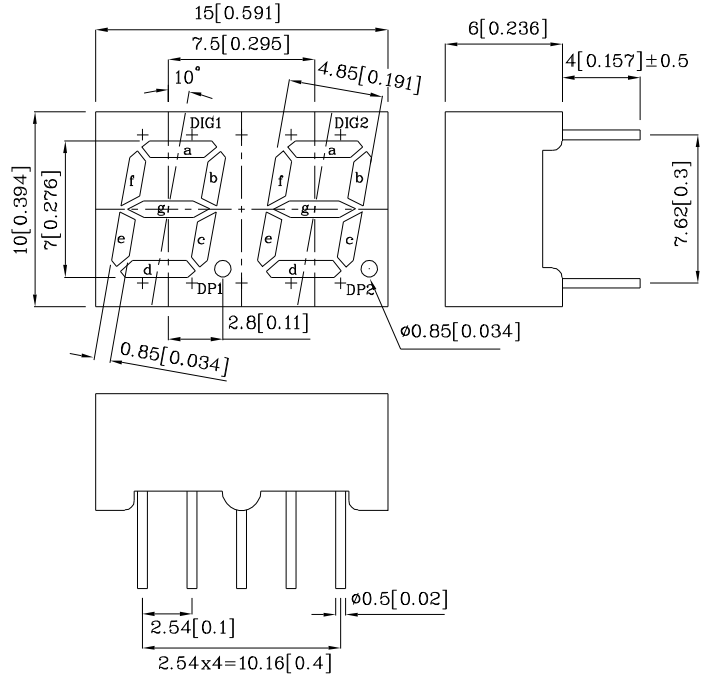 15[0.591]
6[0.236]
7.5[0.295]
4[0.157]±0.5
10°
4.85[0.191]
DIG1
DIG2
a
a
f
b
f
b
10[0.394]
7[0.276]
g
g
7.62[0.3]
e
c
e
c
d
d
DP1
DP2
2.8[0.11]
ø0.85[0.034]
0.85[0.034]
ø0.5[0.02]
2.54[0.1]
2.54x4=10.16[0.4]